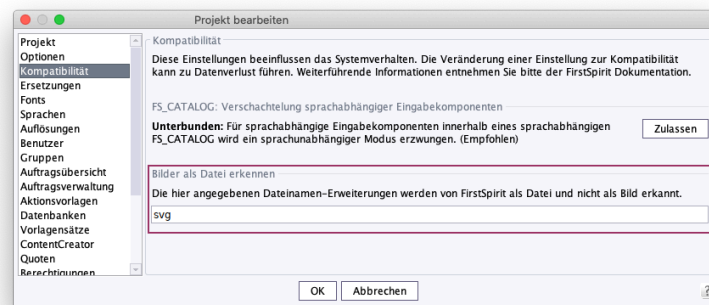 Projekt bearbeiten
Projekt
Optionen
Kompatibilität
Ersetzungen
Fonts
Sprachen
Auflösungen
Benutzer
Gruppen
Auftragsübersicht
Auftragsverwaltung
Aktionsvorlagen
Datenbanken
Vorlagensätze
ContentCreator
Quoten
Berechtigungen
Kompatibilität
Diese Einstellungen beeinflussen das Systemverhalten. Die Veränderung einer Einstellung zur Kompatibilität
kann zu Datenverlust führen. Weiterführende Informationen entnehmen Sie bitte der FirstSpirit Dokumentation.
FS_CATALOG: Verschachtelung sprachabhängiger Eingabekomponenten
Unterbunden: Für sprachabhängige Eingabekomponenten innerhalb eines sprachabhängigen
FS_CATALOG wird ein sprachunabhängiger Modus erzwungen. (Empfohlen)
Zulassen
Bilder als Datei erkennen
Die hier angegebenen Dateinamen-Erweiterungen werden von FirstSpirit als Datei und nicht als Bild erkannt.
svg
OK
Abbrechen
?